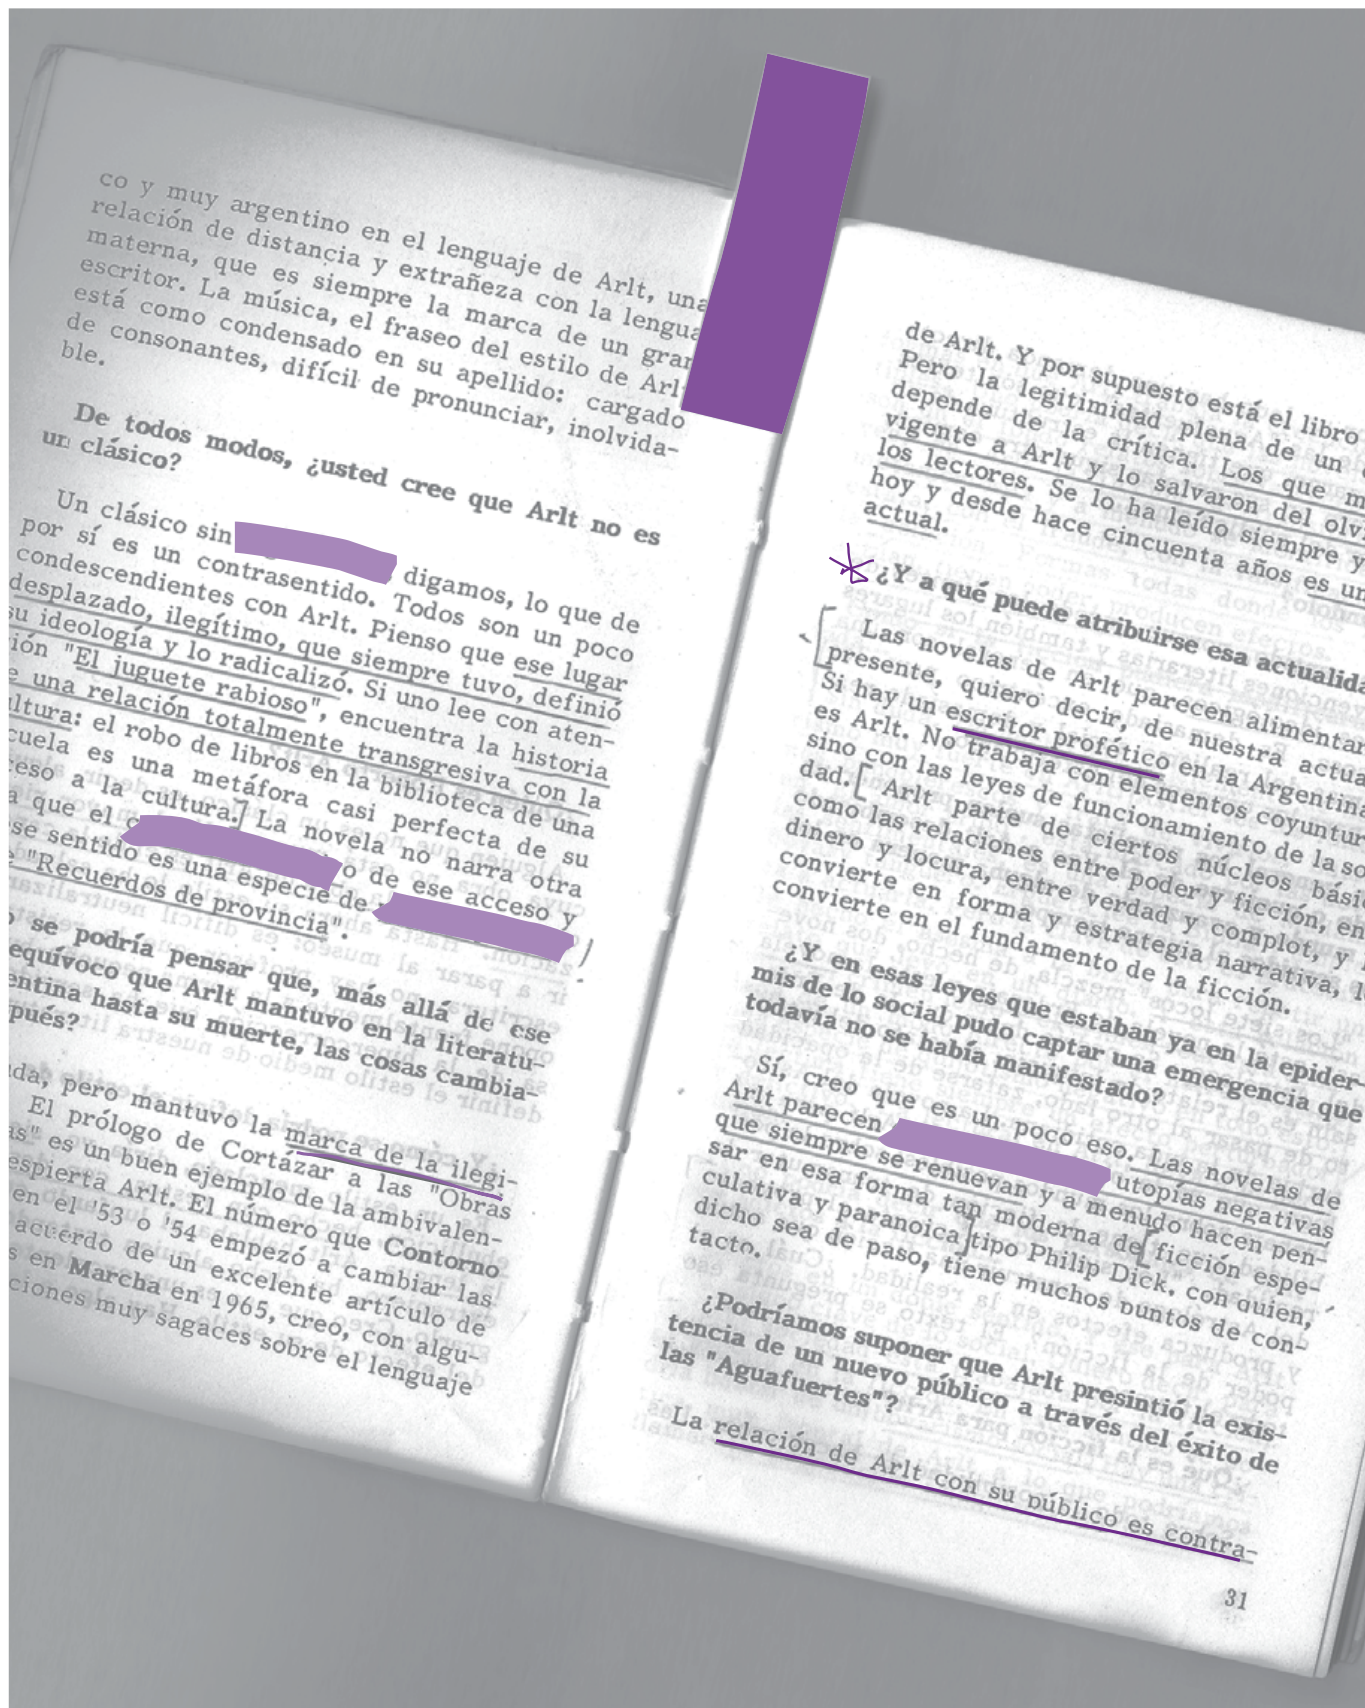 co y muy argentino en el lenguaje de Arlt, una
relación de distancia y extrañeza con la lengua
materna, que es siempre la marca de un gran
escritor. La música, el fraseo del estilo de Arl
está como condensado en su apellido: cargado
de consonantes, difícil de pronunciar, inolvida-
ble.
De todos modos, ¿usted cree que Arlt no es
un clásico?
Un clásico sin digamos, lo que de
por sí es un contrasentido. Todos son un poco
condescendientes con Arlt. Pienso que ese lugar
desplazado, ilegítimo, que siempre tuvo, definió
su ideología y lo radicalizó. Si uno lee con aten-
ión "El juguete rabioso", encuentra la historia
e una relación totalmente transgresiva con la
ultura: el robo de libros en la biblioteca de una
cuela es una metáfora casi perfecta de su
ceso a la cultura. La novela no narra otra
a que el o de ese acceso y
se sentido es una especie de
"Recuerdos de provincia".
se podría pensar que, más allá de ese
equívoco que Arlt mantuvo en la literatu-
entina hasta su muerte, las cosas cambia-
pués?
uda, pero mantuvo la marca de la ilegi-
El prólogo de Cortázar a las "Obras
as" es un buen ejemplo de la ambivalen-
espierta Arlt. El número que Contorno
en el '53 o '54 empezó a cambiar las
acuerdo de un excelente artículo de
s en Marcha en 1965, creo, con algu-
ciones muy sagaces sobre el lenguaje
de Arlt. Y por supuesto está el libro
Pero la legitimidad plena de un
depende de la crítica. Los que m
vigente a Arlt y lo salvaron del olv
los lectores. Se lo ha leído siempre y
hoy y desde hace cincuenta años es un
actual.
¿Y a qué puede atribuirse esa actualida
Las novelas de Arlt parecen alimentar
presente, quiero decir, de nuestra actua
Si hay un escritor profético en la Argentina
es Arlt. No trabaja con elementos coyuntur
sino con las leyes de funcionamiento de la so
dad. [ Arlt parte de ciertos núcleos básic
como las relaciones entre poder y ficción, en
dinero y locura, entre verdad y complot, y l
convierte en forma y estrategia narrativa, l
convierte en el fundamento de la ficción.
¿Y en esas leyes que estaban ya en la epider-
mis de lo social pudo captar una emergencia que
todavía no se había manifestado?
Sí, creo que es un poco eso. Las novelas de
Arlt parecen utopías negativas
que siempre se renuevan y a menudo hacen pen-
sar en esa forma tan moderna de [ficción espe-
culativa y paranoica] tipo Philip Dick, con quien,
dicho sea de paso, tiene muchos puntos de con-
tacto.
¿Podríamos suponer que Arlt presintió la exis-
tencia de un nuevo público a través del éxito de
las "Aguafuertes"?
La relación de Arlt con su público es contra-
31